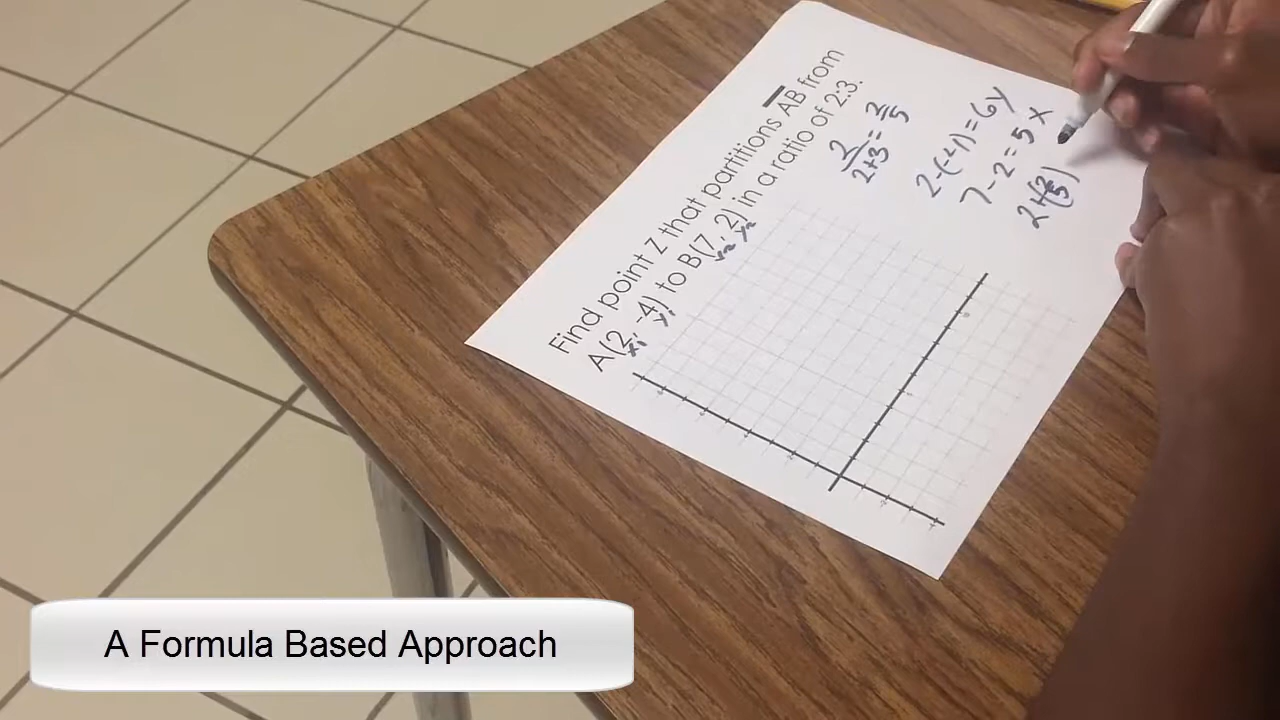 Find point Z that partitions AB from
A(2, -4) to B(7, 2) in a ratio of 2:3.
x₁ y₁ x₂ y₂
2/2+3 = 2/5
2-(-4)=6y
7-2=5x
2+(2/5)
A Formula Based Approach